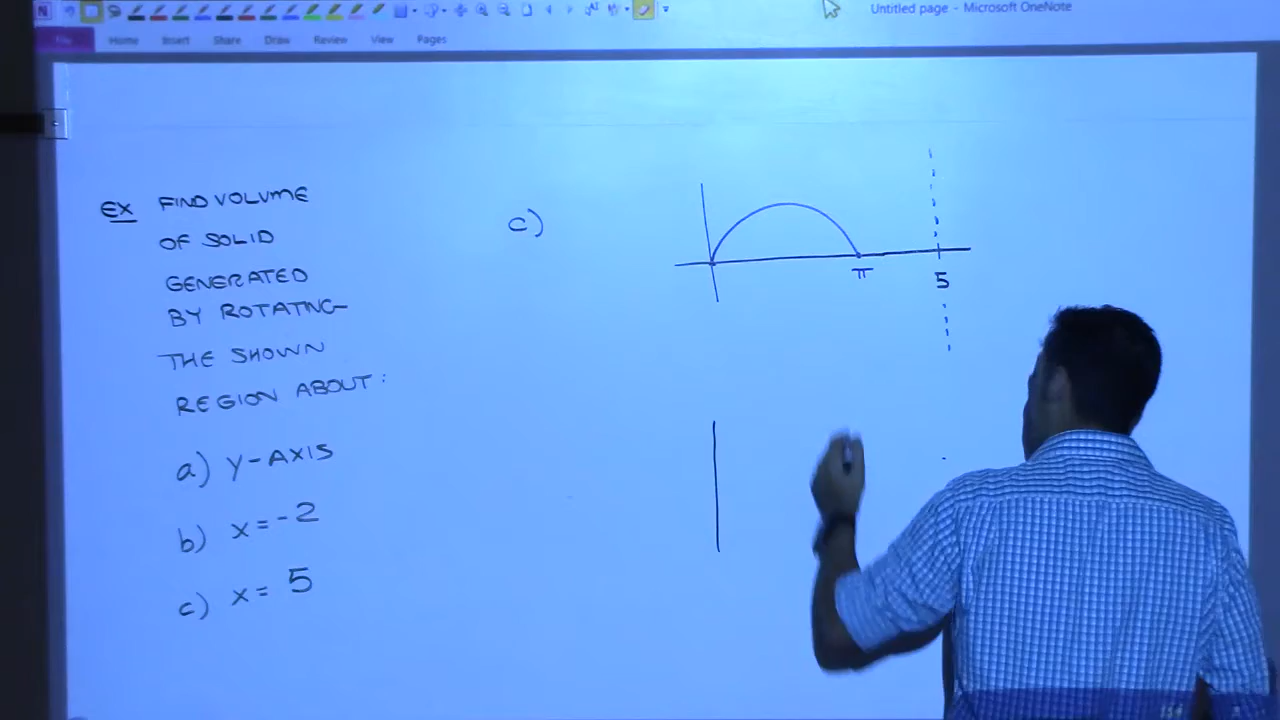 Untitled page - Microsoft OneNote
File Home Insert Share Draw Review View Pages
EX FIND VOLUME
OF SOLID
GENERATED
BY ROTATING
THE SHOWN
REGION ABOUT:
a) y-AXIS
b) x=-2
c) x= 5
c)
π
5